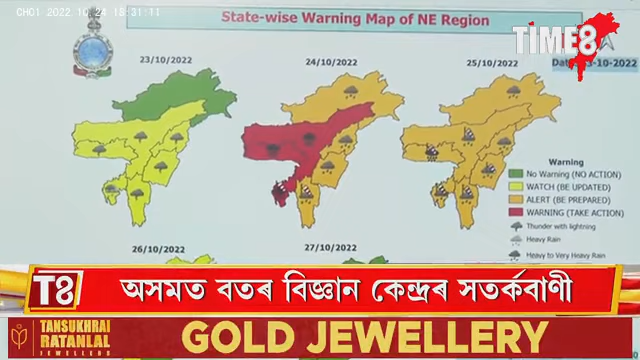 CH01 2022.10.24 18:31:11
State-wise Warning Map of NE Region
TIME8
23/10/2022
24/10/2022
25/10/2022
Warning
No Warning (NO ACTION)
WATCH (BE UPDATED)
ALERT (BE PREPARED)
WARNING (TAKE ACTION)
Thunder with lightning
Heavy Rain
Heavy to Very Heavy Rain
26/10/2022
27/10/2022
T8
অসমত বতৰ বিজ্ঞান কেন্দ্ৰৰ সতৰ্কবাণী
TANSUKHRAI
RATANLAL
JEWELLERS
GOLD JEWELLERY